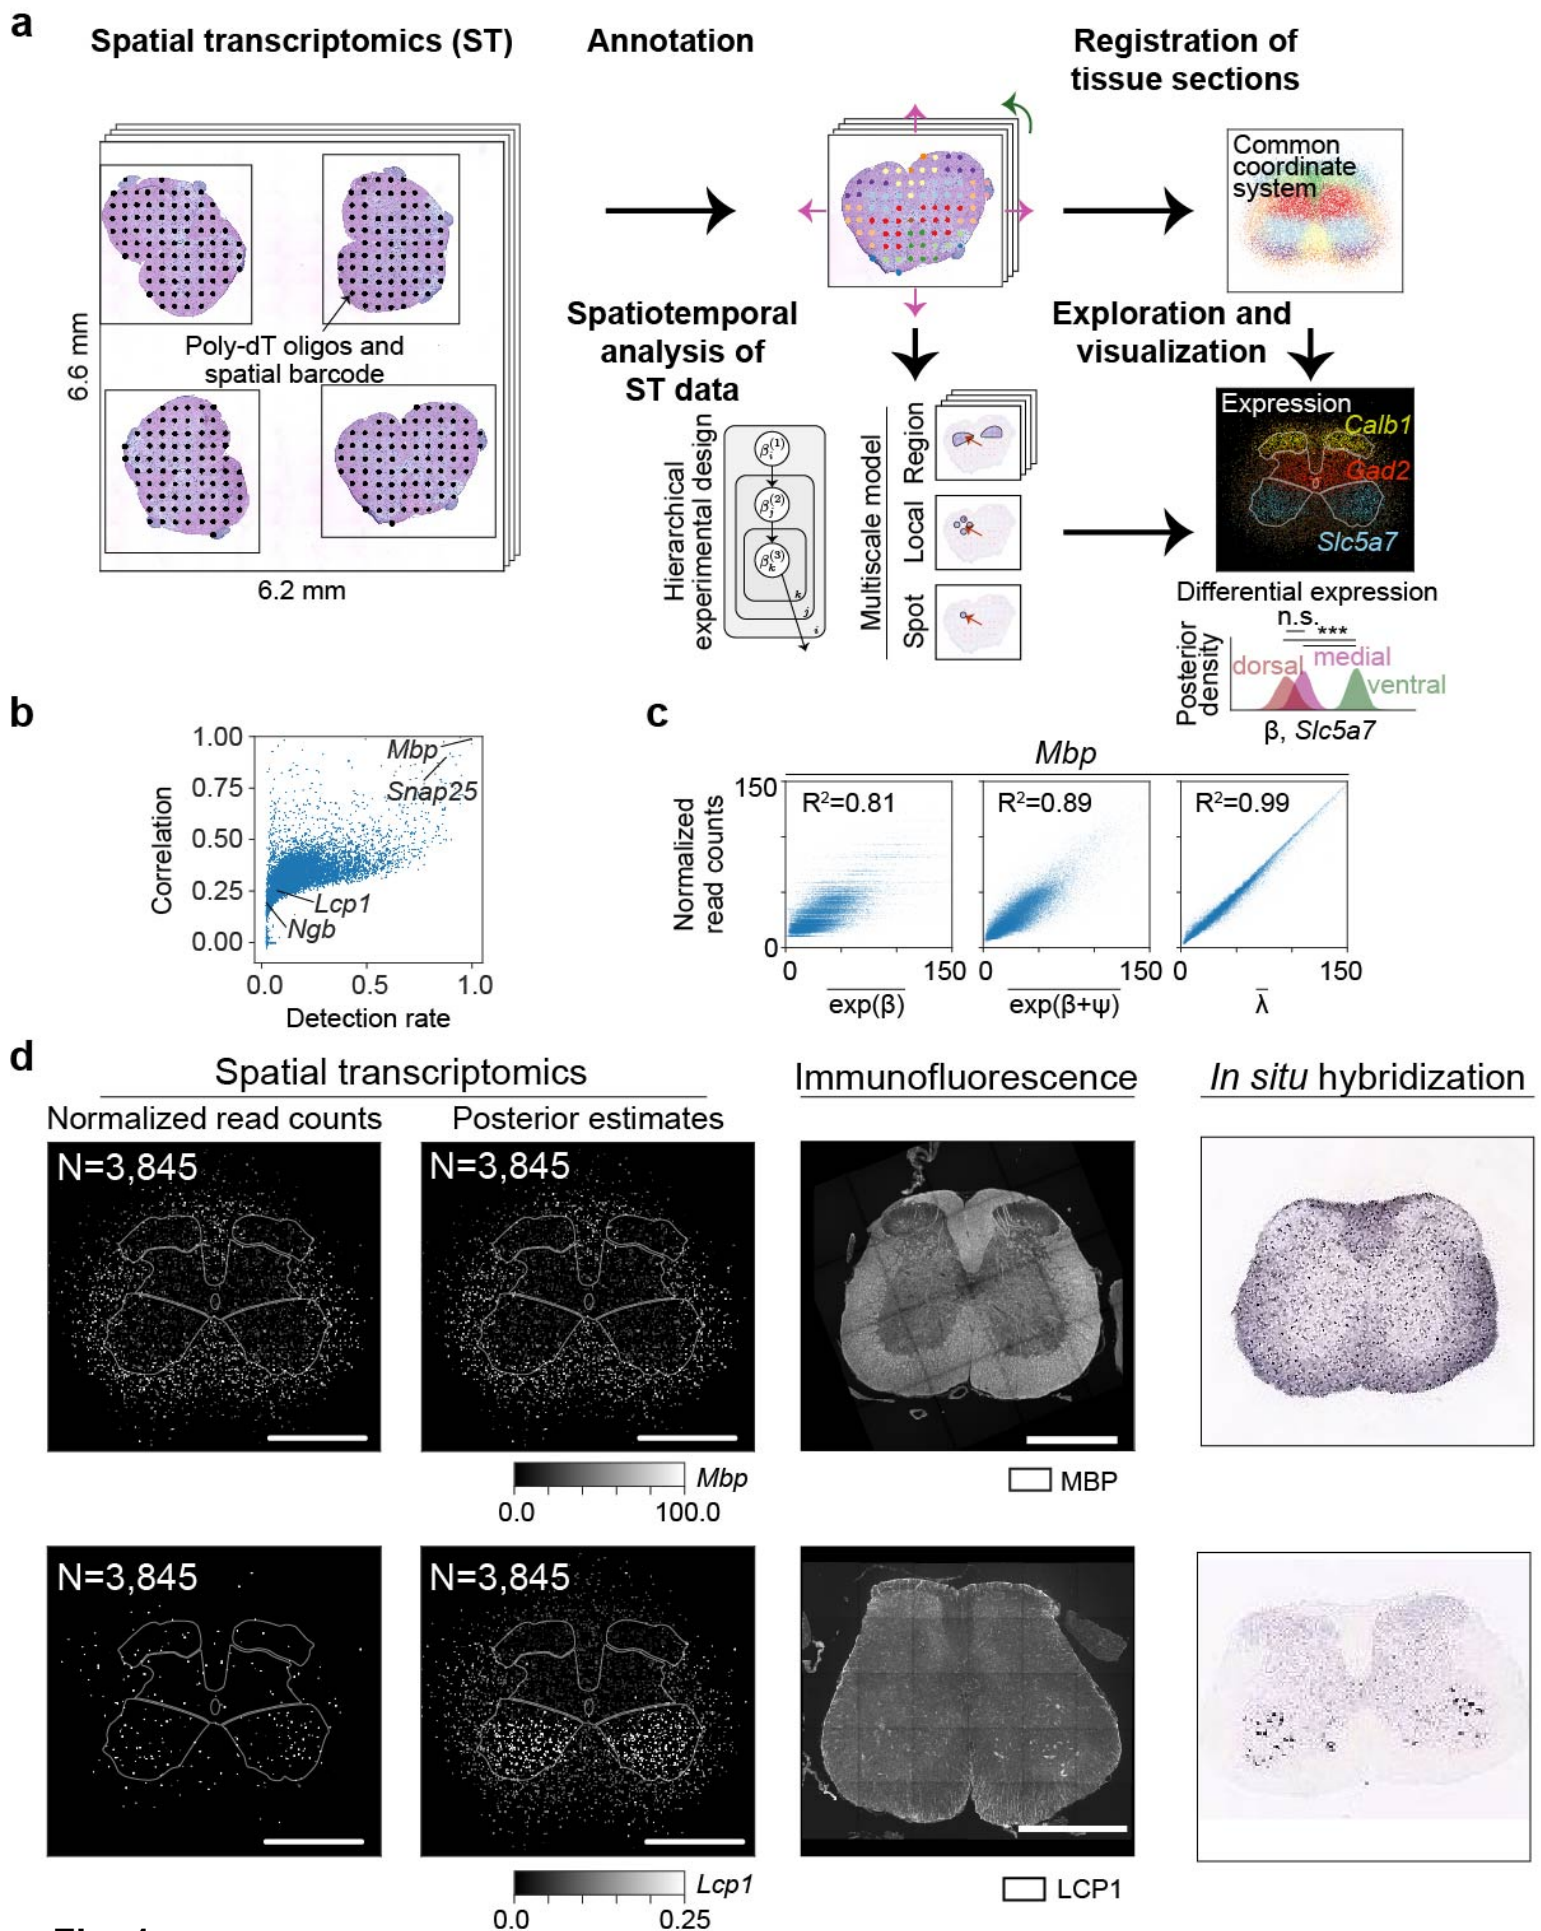 a
Spatial transcriptomics (ST)
Annotation
Registration of
tissue sections
Common
coordinate
system
Poly-dT oligos and
spatial barcode
6.6 mm
6.2 mm
Spatiotemporal
analysis of
ST data
Exploration and
visualization
Hierarchical
experimental design
β_i^(1)
β_j^(2)
β_k^(3)
k
j
i
Multiscale model
Region
Local
Spot
Expression
Calb1
Gad2
Slc5a7
Differential expression
n.s.
***
Posterior
density
dorsal
medial
ventral
β, Slc5a7
b
Correlation
1.00
0.75
0.50
0.25
0.00
Mbp
Snap25
Lcp1
Ngb
0.0 0.5 1.0
Detection rate
c
Mbp
Normalized
read counts
150
0
R²=0.81
R²=0.89
R²=0.99
0 150 0 150 0 150
exp(β)
exp(β+ψ)
λ
d
Spatial transcriptomics
Immunofluorescence
In situ hybridization
Normalized read counts
Posterior estimates
N=3,845
N=3,845
Mbp
0.0 100.0
MBP
N=3,845
N=3,845
Lcp1
0.0 0.25
LCP1